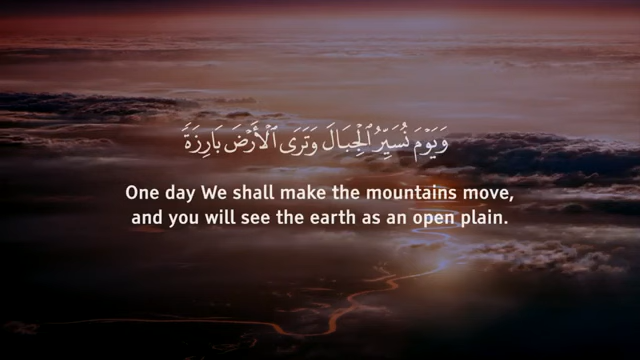 وَيَوْمَ نُسَيِّرُ ٱلْجِبَالَ وَتَرَى ٱلْأَرْضَ بَارِزَةً
One day We shall make the mountains move,
and you will see the earth as an open plain.